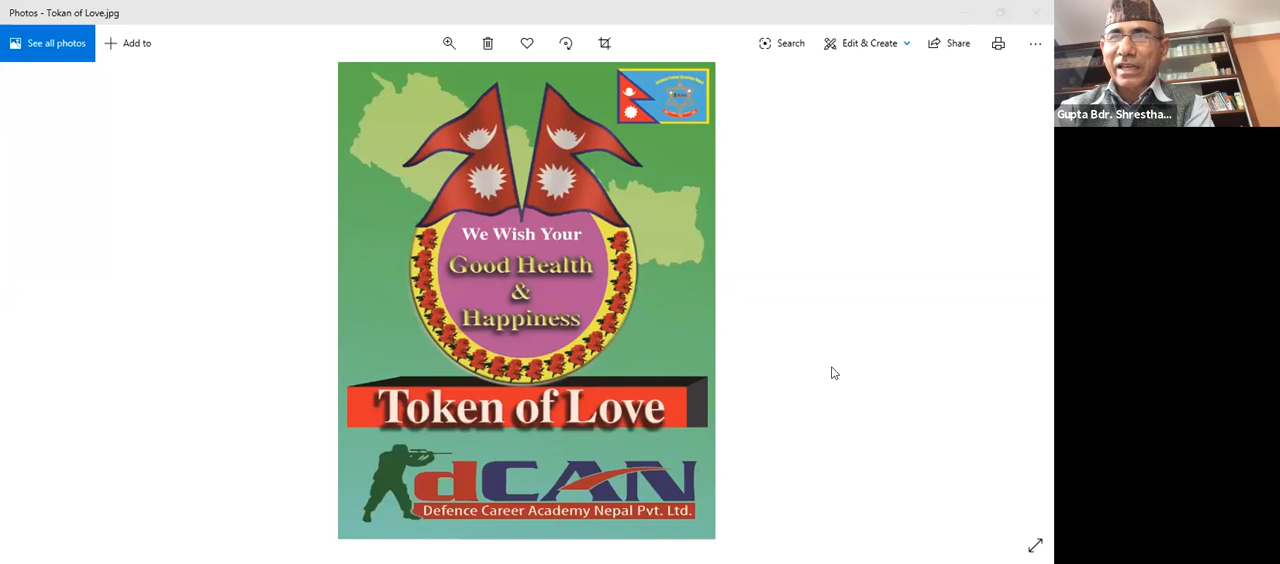 Photos - Tokan of Love.jpg
See all photos
Add to
Search
Edit & Create
Share
Gupta Bdr. Shrestha...
We Wish Your
Good Health
&
Happiness
Token of Love
dCAN
Defence Career Academy Nepal Pvt. Ltd.